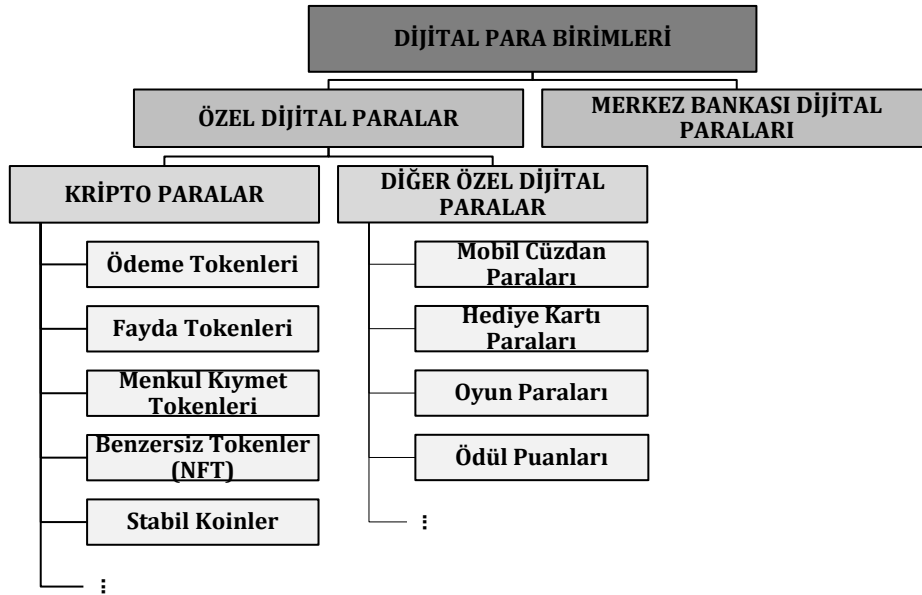 DİJİTAL PARA BİRİMLERİ
ÖZEL DİJİTAL PARALAR
MERKEZ BANKASI DİJİTAL
PARALARI
KRİPTO PARALAR
Ödeme Tokenleri
Fayda Tokenleri
Menkul Kıymet
Tokenleri
Benzersiz Tokenler
(NFT)
Stabil Koinler
⋮
DİĞER ÖZEL DİJİTAL
PARALAR
Mobil Cüzdan
Paraları
Hediye Kartı
Paraları
Oyun Paraları
Ödül Puanları
⋮